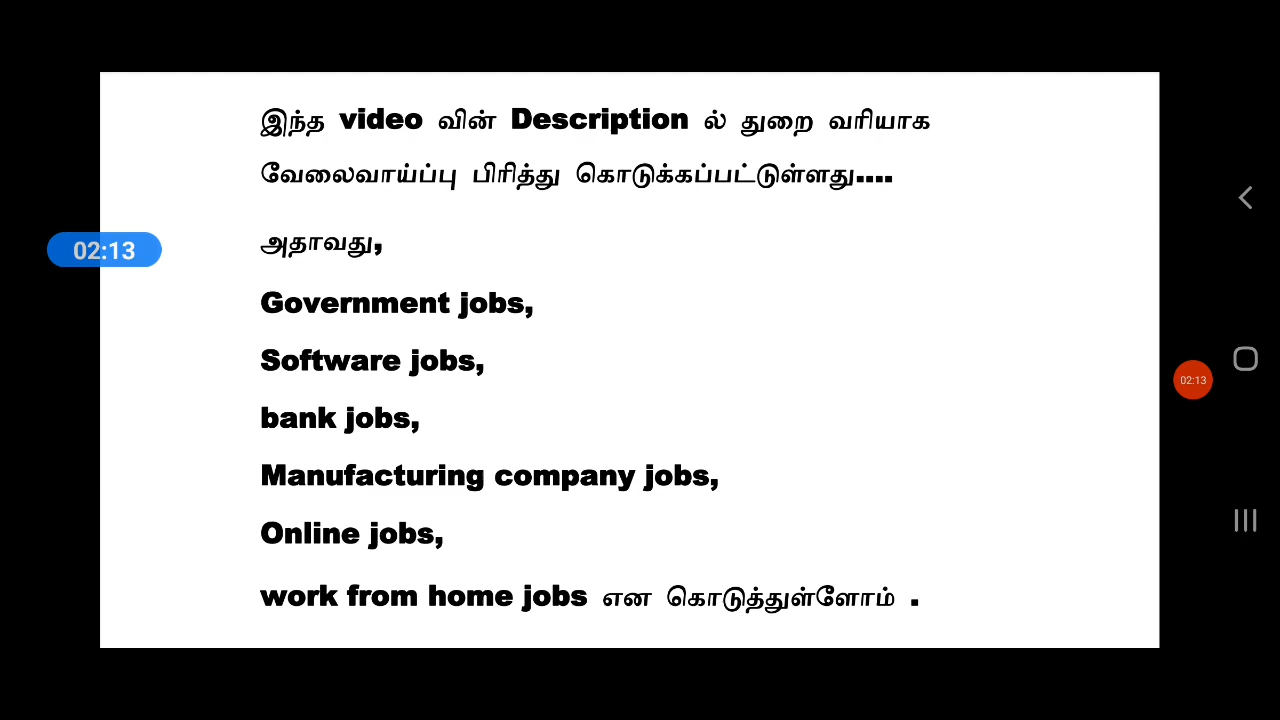 இந்த video வின் Description ல் துறை வரியாக
வேலைவாய்ப்பு பிரித்து கொடுக்கப்பட்டுள்ளது....
அதாவது,
02:13
Government jobs,
Software jobs,
02:13
bank jobs,
Manufacturing company jobs,
Online jobs,
work from home jobs என கொடுத்துள்ளோம் .